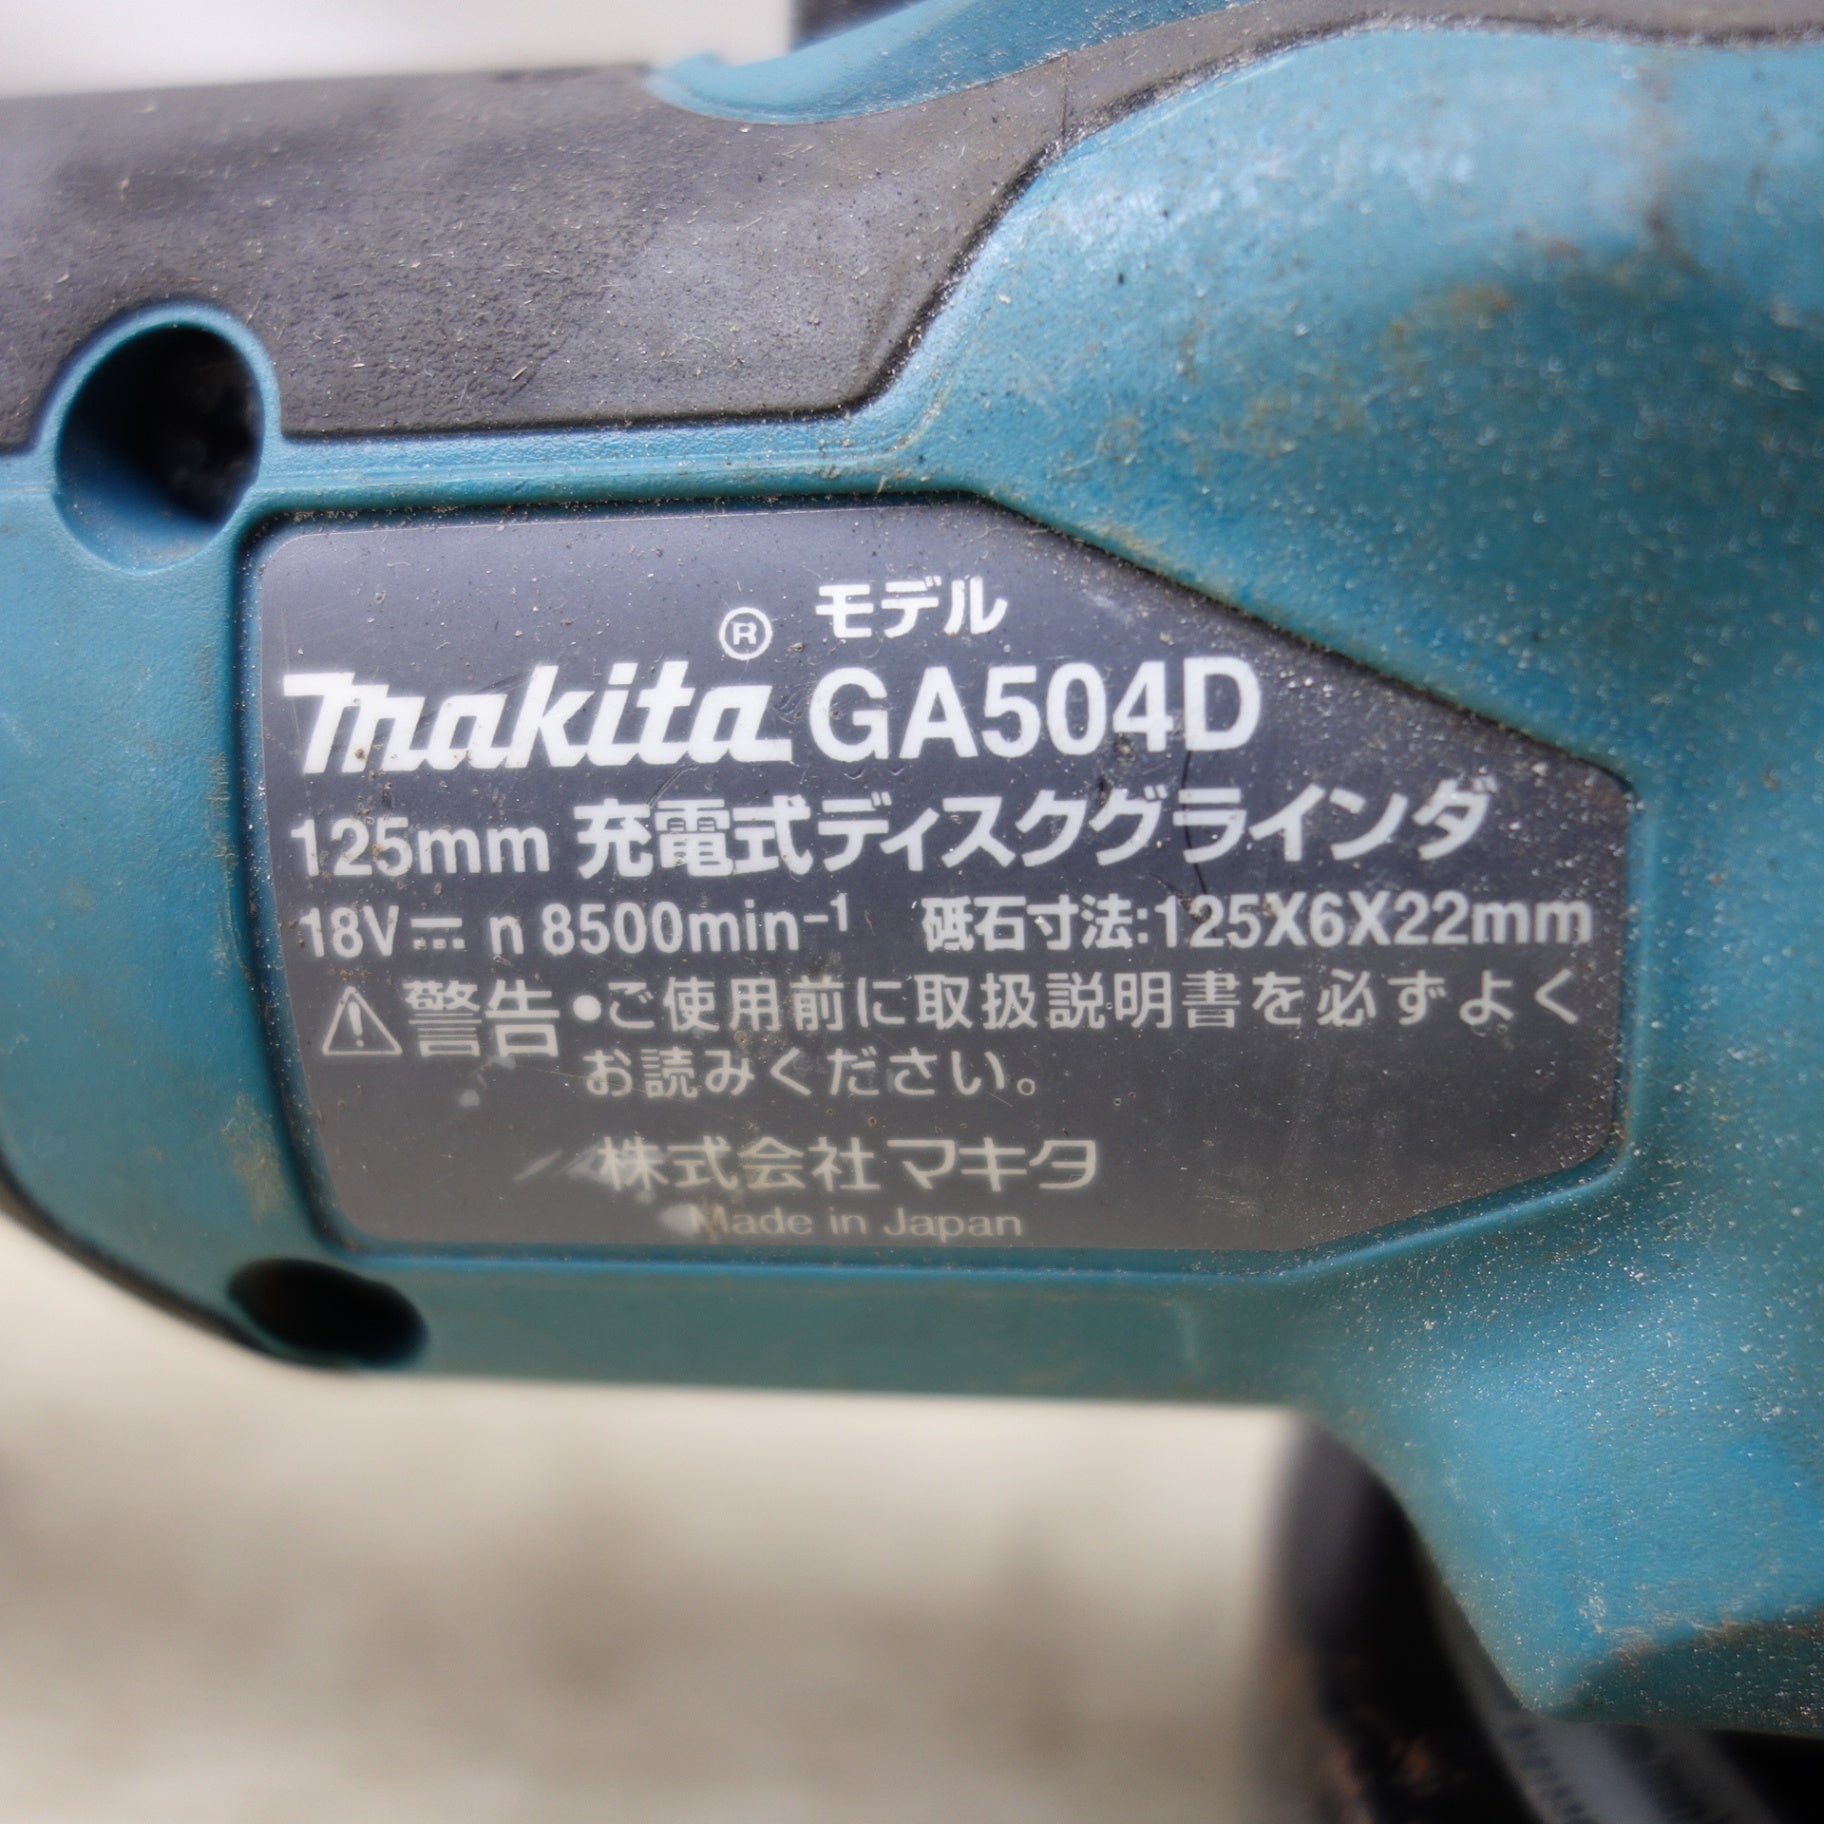 モデル
makita® GA504D
125mm 充電式ディスクグラインダ
18V⎓ n 8500min⁻¹ 砥石寸法:125X6X22mm
⚠警告 •ご使用前に取扱説明書を必ずよく
お読みください。
株式会社マキタ
Made in Japan